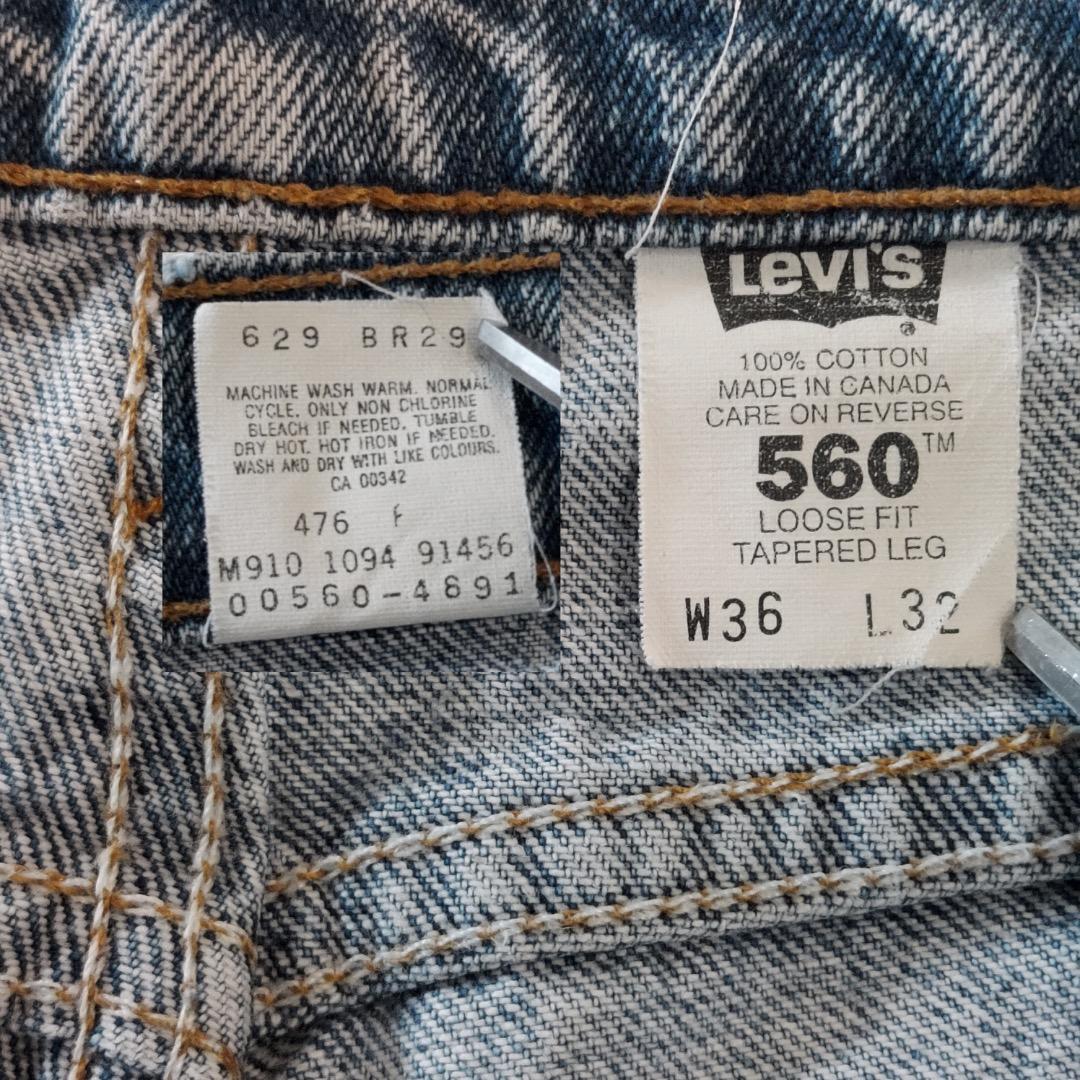 629 BR29
MACHINE WASH WARM. NORMAL
CYCLE. ONLY NON CHLORINE
BLEACH IF NEEDED. TUMBLE
DRY HOT. HOT IRON IF NEEDED.
WASH AND DRY WITH LIKE COLOURS.
CA 00342
476 F
M910 1094 91456
00560-4891
Levi's
®
100% COTTON
MADE IN CANADA
CARE ON REVERSE
560™
LOOSE FIT
TAPERED LEG
W36 L32